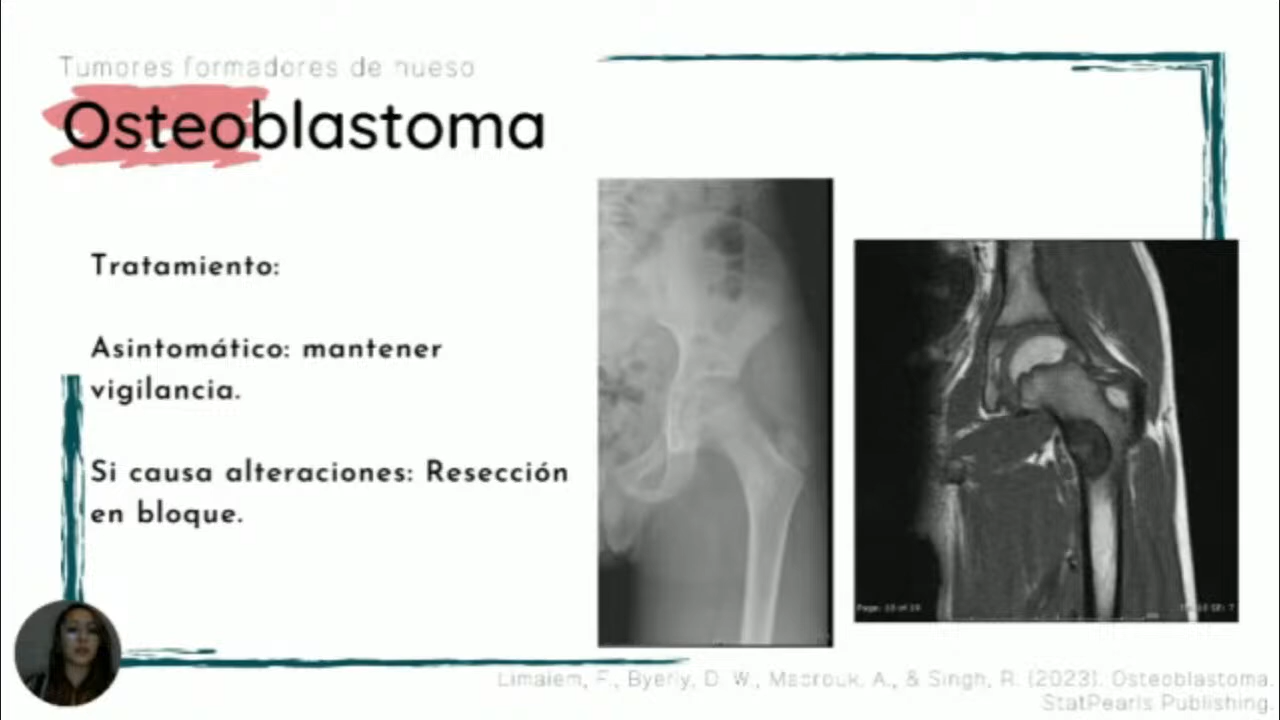 Tumores formadores de hueso
Osteoblastoma
Tratamiento:
Asintomático: mantener
vigilancia.
Si causa alteraciones: Resección
en bloque.
Limaiem, F., Byerly, D. W., & Singh, R. (2023). Osteoblastoma.
StatPearls Publishing.